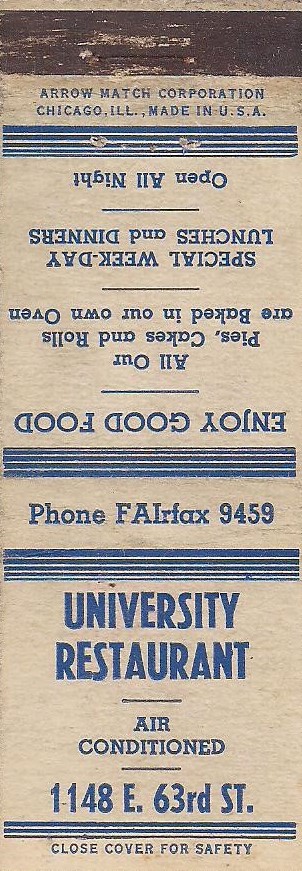 ARROW MATCH CORPORATION
CHICAGO, ILL., MADE IN U.S.A.
ENJOY GOOD FOOD
All Our
Pies, Cakes and Rolls
are Baked in our own Oven
SPECIAL WEEK-DAY
LUNCHES and DINNERS
Open All Night
Phone FAIrfax 9459
UNIVERSITY
RESTAURANT
AIR
CONDITIONED
1148 E. 63rd ST.
CLOSE COVER FOR SAFETY